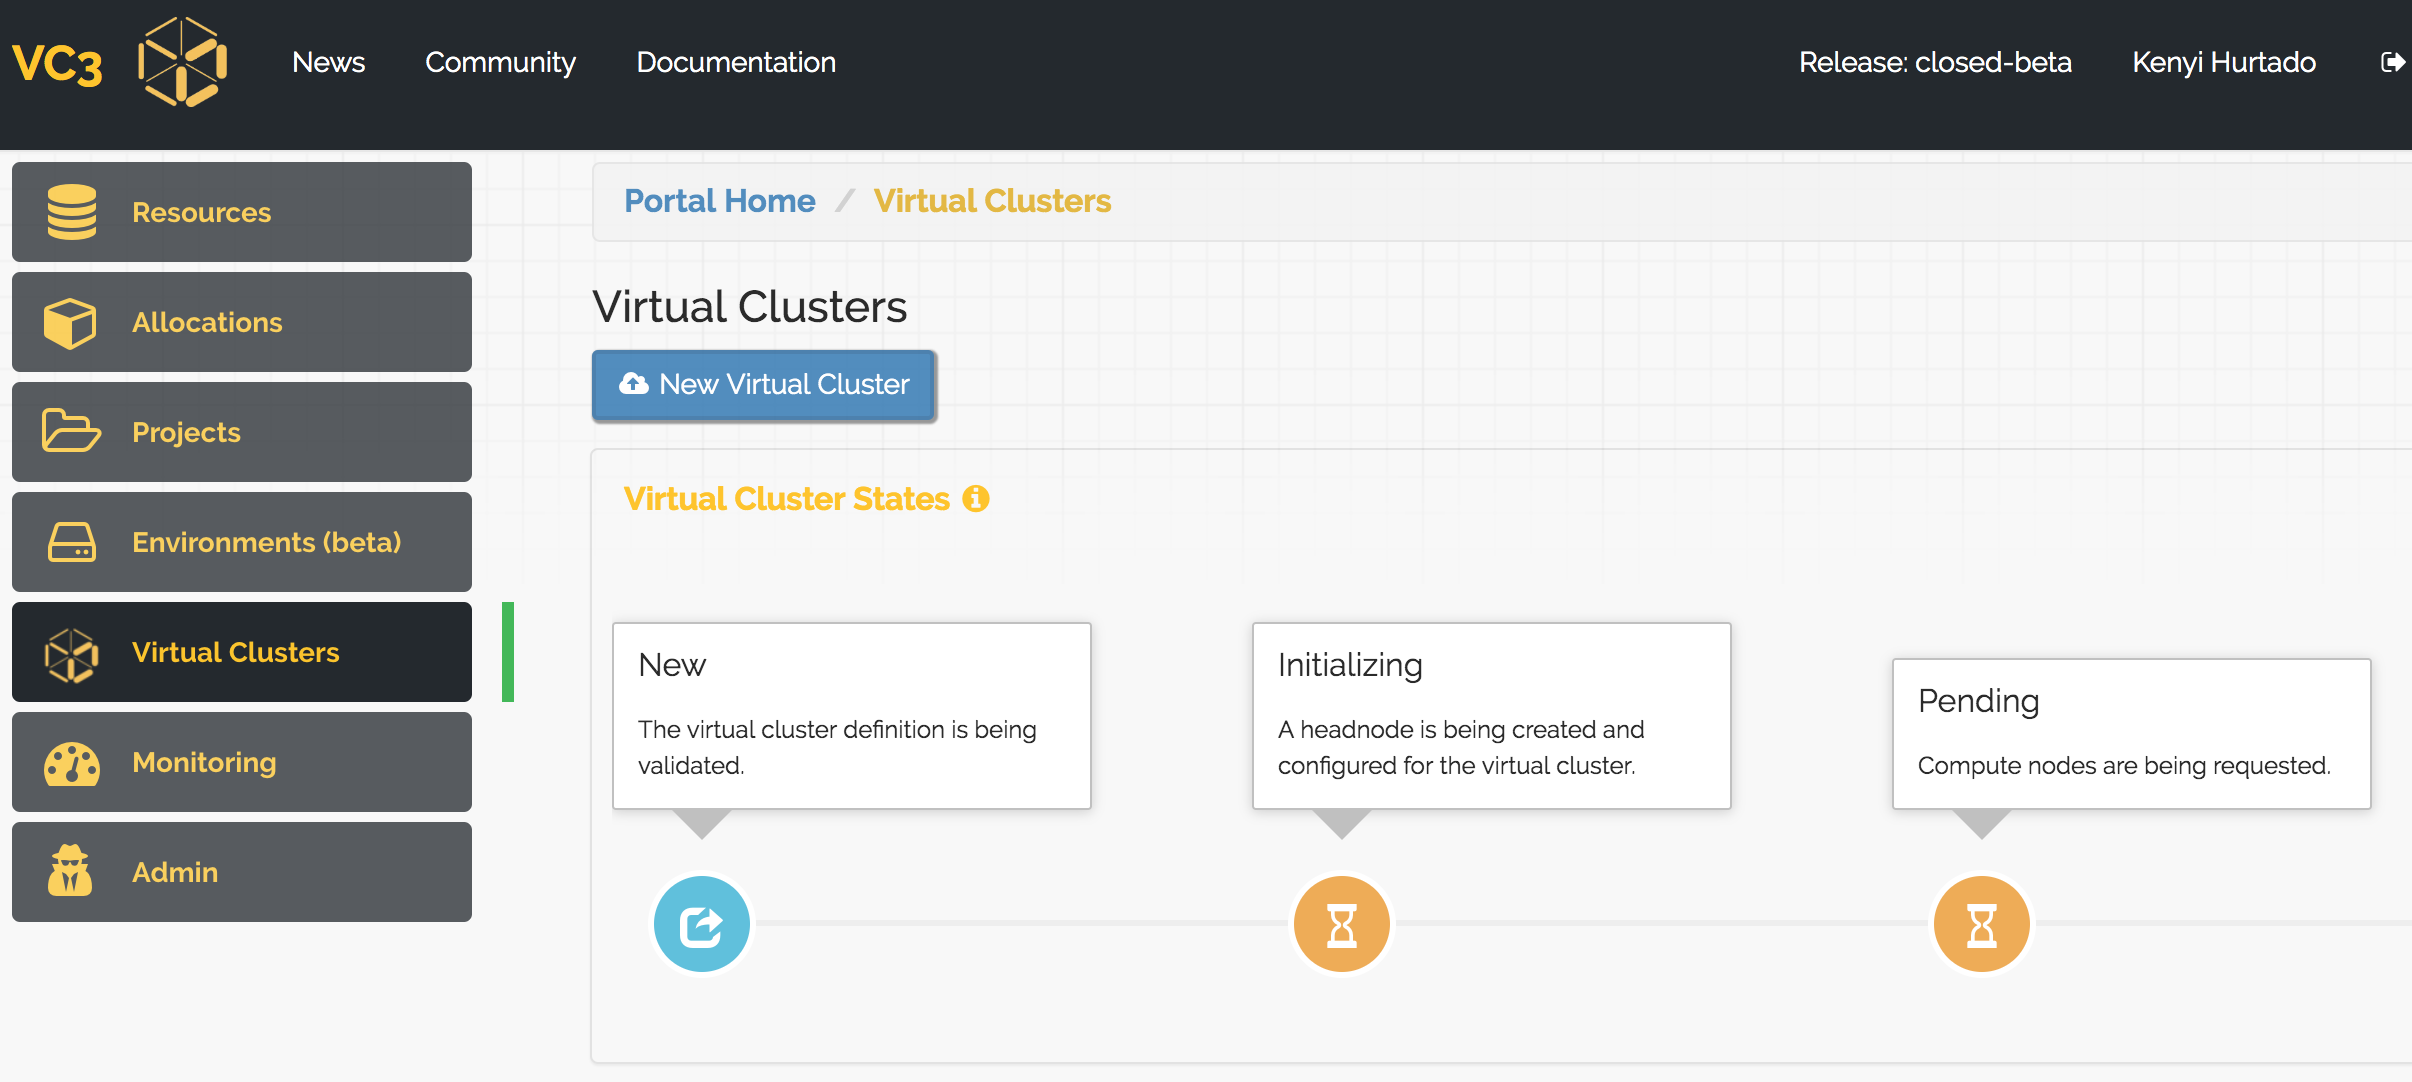 VC3
News
Community
Documentation
Release: closed-beta
Kenyi Hurtado
Resources
Allocations
Projects
Environments (beta)
Virtual Clusters
Monitoring
Admin
Portal Home / Virtual Clusters
Virtual Clusters
New Virtual Cluster
Virtual Cluster States
New
The virtual cluster definition is being
validated.
Initializing
A headnode is being created and
configured for the virtual cluster.
Pending
Compute nodes are being requested.